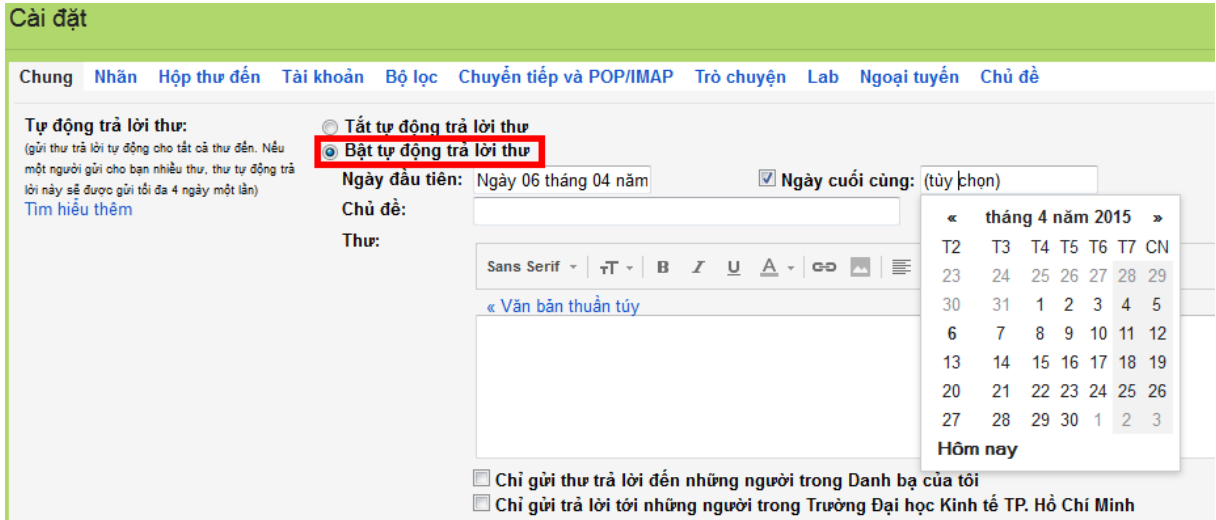 Cài đặt
Chung Nhãn Hộp thư đến Tài khoản Bộ lọc Chuyển tiếp và POP/IMAP Trò chuyện Lab Ngoại tuyến Chủ đề
Tự động trả lời thư:
(gửi thư trả lời tự động cho tất cả thư đến. Nếu
một người gửi cho bạn nhiều thư, thư tự động trả
lời này sẽ được gửi tối đa 4 ngày một lần)
Tìm hiểu thêm
Tắt tự động trả lời thư
Bật tự động trả lời thư
Ngày đầu tiên: Ngày 06 tháng 04 năm
Ngày cuối cùng: (tùy chọn)
Chủ đề:
Thư:
Sans Serif TT B I U A
« Văn bản thuần túy
« tháng 4 năm 2015 »
T2 T3 T4 T5 T6 T7 CN
23 24 25 26 27 28 29
30 31 1 2 3 4 5
6 7 8 9 10 11 12
13 14 15 16 17 18 19
20 21 22 23 24 25 26
27 28 29 30 1 2 3
Hôm nay
Chỉ gửi thư trả lời đến những người trong Danh bạ của tôi
Chỉ gửi trả lời tới những người trong Trường Đại học Kinh tế TP. Hồ Chí Minh